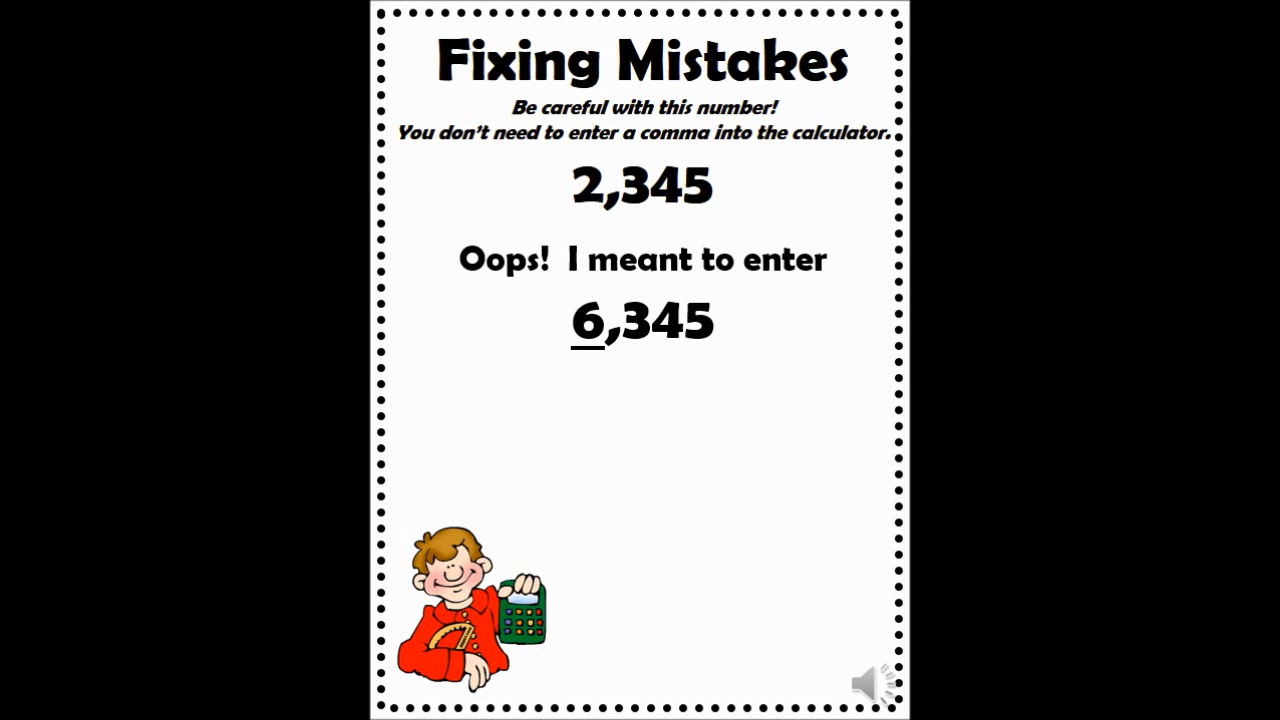 Fixing Mistakes
Be careful with this number!
You don't need to enter a comma into the calculator.
2,345
Oops! I meant to enter
6,345